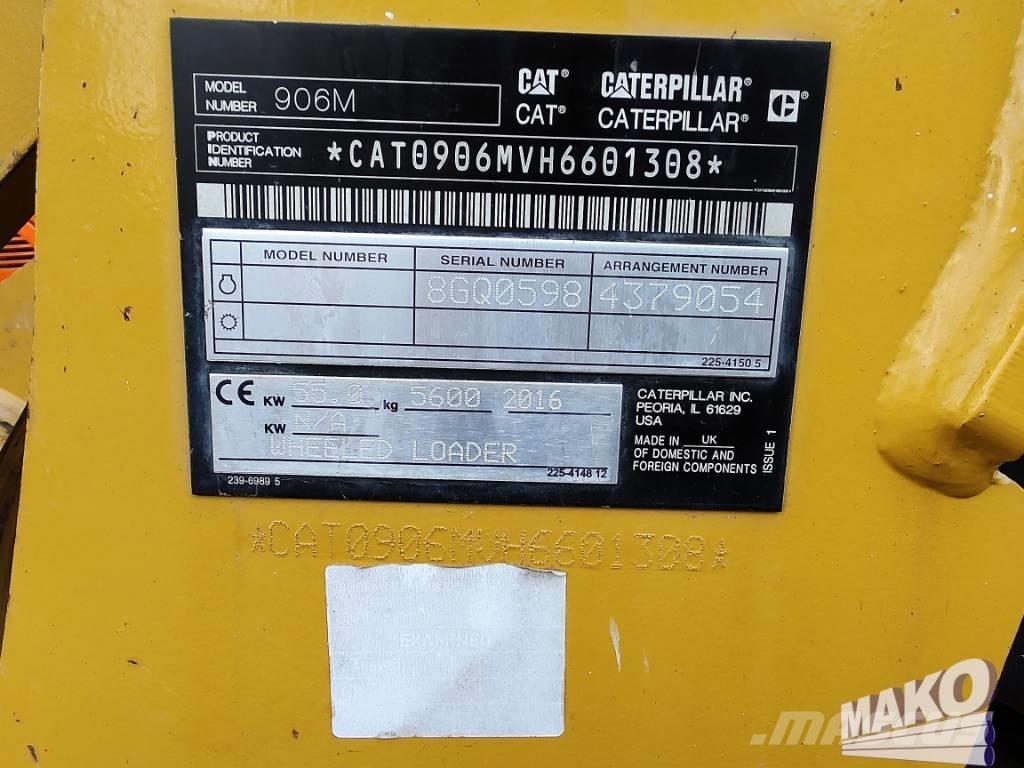 MODEL NUMBER 906M
CAT® CATERPILLAR®
CAT® CATERPILLAR®
PRODUCT IDENTIFICATION NUMBER *CAT0906MVH6601308*
MODEL NUMBER SERIAL NUMBER ARRANGEMENT NUMBER
8GQ0598 4379054
225-4150 5
CE KW 55.0 kg 5600 2016
KW N/A
WHEELED LOADER
225-4148 12
239-6989 5
CATERPILLAR INC.
PEORIA, IL 61629
USA
MADE IN UK
OF DOMESTIC AND
FOREIGN COMPONENTS
ISSUE 1
*CAT0906MVH6601308*
EXAMINED
MAKO
MASCUS